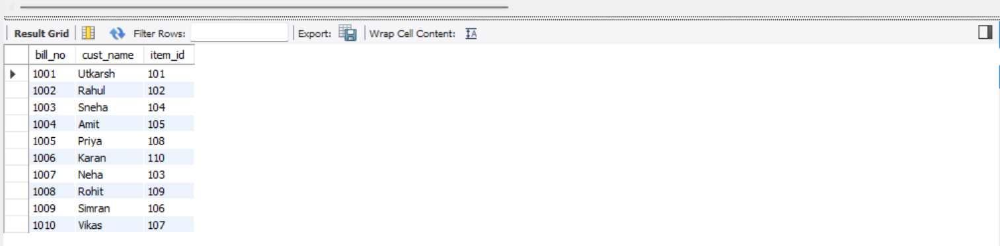 Result Grid Filter Rows: Export: Wrap Cell Content: IA
bill_no cust_name item_id
1001 Utkarsh 101
1002 Rahul 102
1003 Sneha 104
1004 Amit 105
1005 Priya 108
1006 Karan 110
1007 Neha 103
1008 Rohit 109
1009 Simran 106
1010 Vikas 107